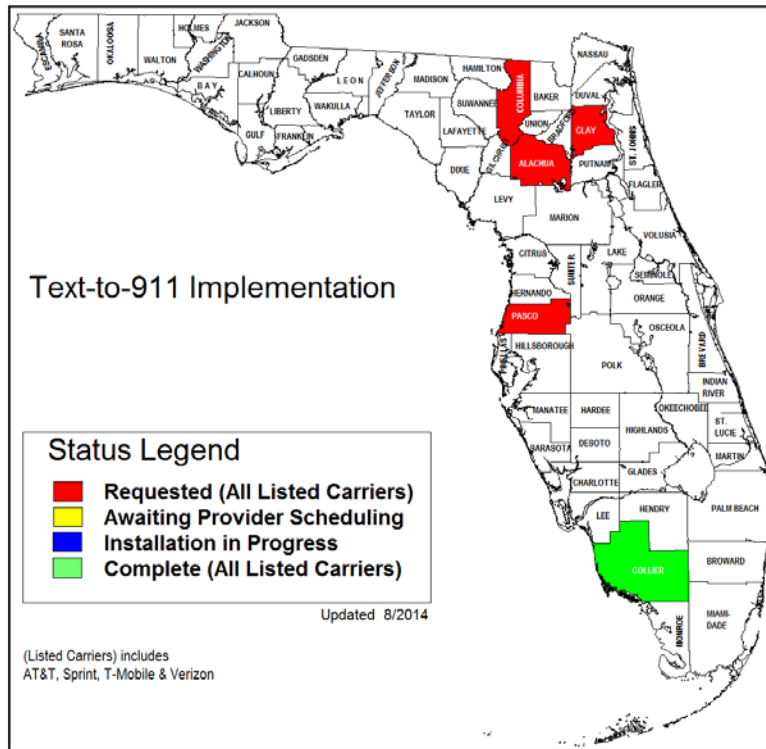 JACKSON
HOLMES
SANTA
ROSA
ESCAMBIA
OKALOOSA
WALTON
WASHINGTON
BAY
CALHOUN
GADSDEN
LEON
JEFFERSON
MADISON
HAMILTON
NASSAU
DUVAL
BAKER
COLUMBIA
SUWANNEE
LIBERTY
WAKULLA
TAYLOR
LAFAYETTE
UNION
BRADFORD
CLAY
ST. JOHNS
GULF
FRANKLIN
DIXIE
GILCHRIST
ALACHUA
PUTNAM
FLAGLER
LEVY
MARION
VOLUSIA
CITRUS
SUMTER
LAKE
SEMINOLE
Text-to-911 Implementation
HERNANDO
ORANGE
PASCO
OSCEOLA
BREVARD
PINELLAS
HILLSBOROUGH
POLK
INDIAN
RIVER
MANATEE
HARDEE
HIGHLANDS
OKEECHOBEE
ST.
LUCIE
SARASOTA
DESOTO
MARTIN
GLADES
CHARLOTTE
LEE
HENDRY
PALM BEACH
COLLIER
BROWARD
MONROE
MIAMI-
DADE
Status Legend
Requested (All Listed Carriers)
Awaiting Provider Scheduling
Installation in Progress
Complete (All Listed Carriers)
Updated 8/2014
(Listed Carriers) includes
AT&T, Sprint, T-Mobile & Verizon